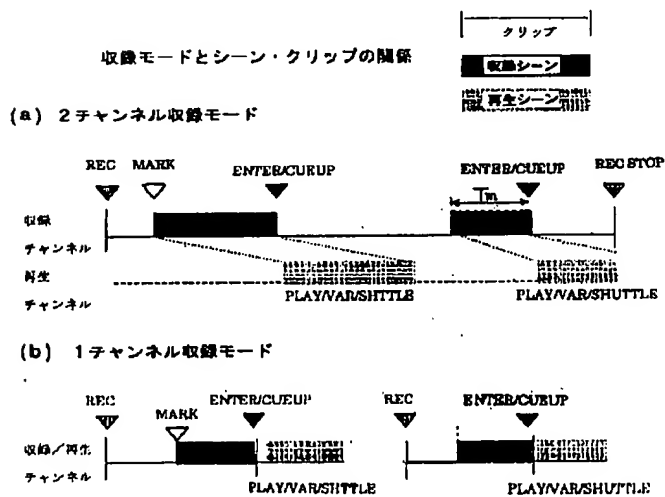 クリップ
収録モードとシーン・クリップの関係
収録シーン
再生シーン
(a) 2チャンネル収録モード
REC MARK ENTER/CUEUP ENTER/CUEUP REC STOP
Tm
収録
チャンネル
再生
チャンネル
PLAY/VAR/SHTTLE PLAY/VAR/SHUTTLE
(b) 1チャンネル収録モード
REC MARK ENTER/CUEUP REC ENTER/CUEUP
収録/再生
チャンネル
PLAY/VAR/SHUTTLE PLAY/VAR/SHUTTLE